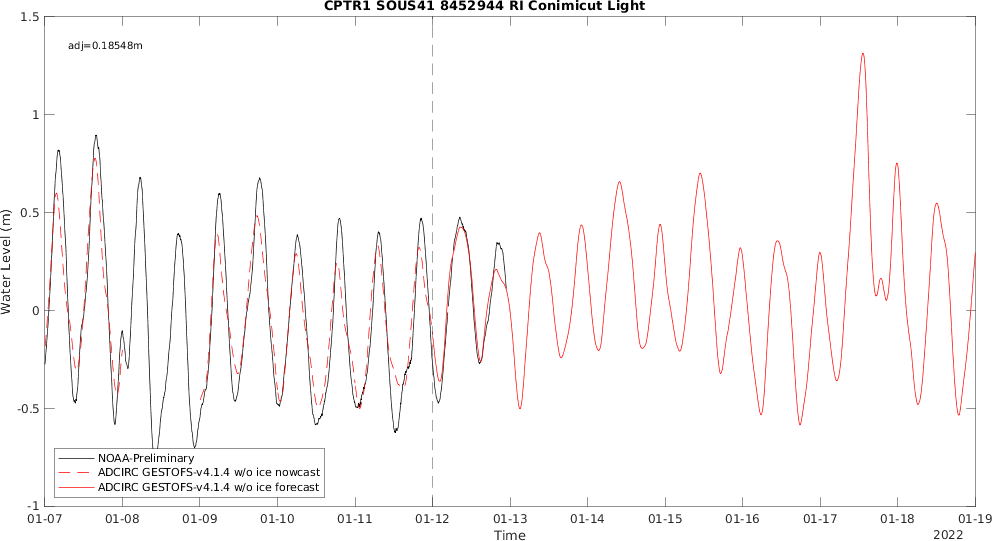 CPTR1 SOUS41 8452944 RI Conimicut Light
adj=0.18548m
1.5
1
0.5
0
-0.5
-1
Water Level (m)
NOAA-Preliminary
ADCIRC GESTOFS-v4.1.4 w/o ice nowcast
ADCIRC GESTOFS-v4.1.4 w/o ice forecast
01-07 01-08 01-09 01-10 01-11 01-12 01-13 01-14 01-15 01-16 01-17 01-18 01-19
Time
2022